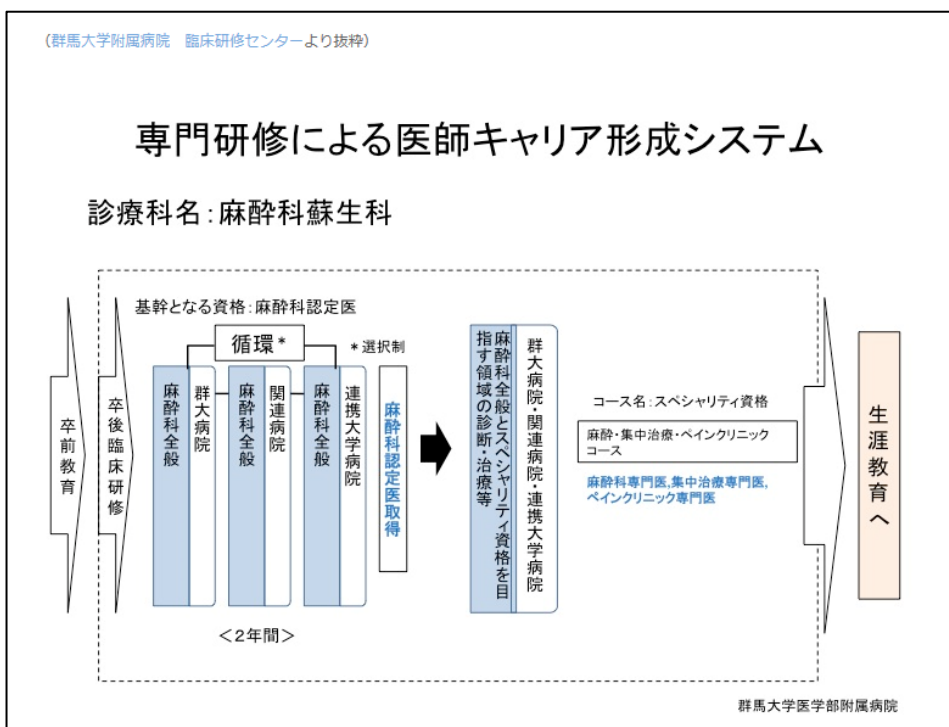 (群馬大学附属病院　臨床研修センターより抜粋)
専門研修による医師キャリア形成システム
診療科名：麻酔科蘇生科
基幹となる資格：麻酔科認定医
循環*
*選択制
卒前教育
卒後臨床研修
麻酔科全般
群大病院
麻酔科全般
関連病院
麻酔科全般
連携大学病院
麻酔科認定医取得
＜2年間＞
麻酔科全般とスペシャリティ資格を目
指す領域の診断・治療等
群大病院・関連病院・連携大学病院
コース名：スペシャリティ資格
麻酔・集中治療・ペインクリニック
コース
麻酔科専門医,集中治療専門医,
ペインクリニック専門医
生涯教育へ
群馬大学医学部附属病院